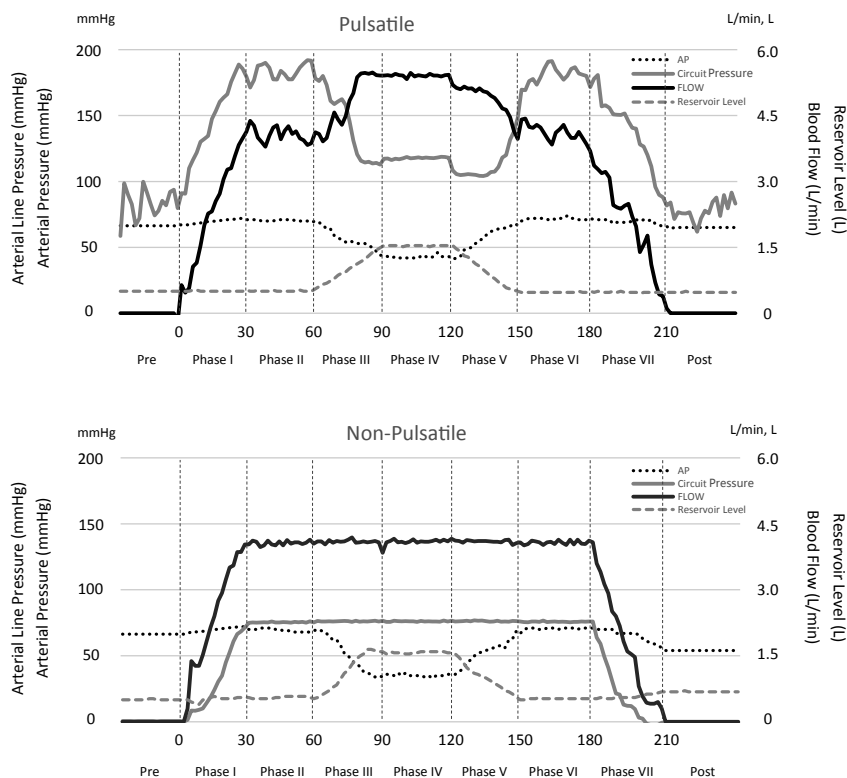 mmHg
Pulsatile
L/min, L
200
150
100
50
0
Arterial Line Pressure (mmHg)
Arterial Pressure (mmHg)
6.0
4.5
3.0
1.5
0
Reservoir Level (L)
Blood Flow (L/min)
AP
Circuit Pressure
FLOW
Reservoir Level
0 30 60 90 120 150 180 210
Pre Phase I Phase II Phase III Phase IV Phase V Phase VI Phase VII Post
mmHg
Non-Pulsatile
L/min, L
200
150
100
50
0
Arterial Line Pressure (mmHg)
Arterial Pressure (mmHg)
6.0
4.5
3.0
1.5
0
Reservoir Level (L)
Blood Flow (L/min)
AP
Circuit Pressure
FLOW
Reservoir Level
0 30 60 90 120 150 180 210
Pre Phase I Phase II Phase III Phase IV Phase V Phase VI Phase VII Post